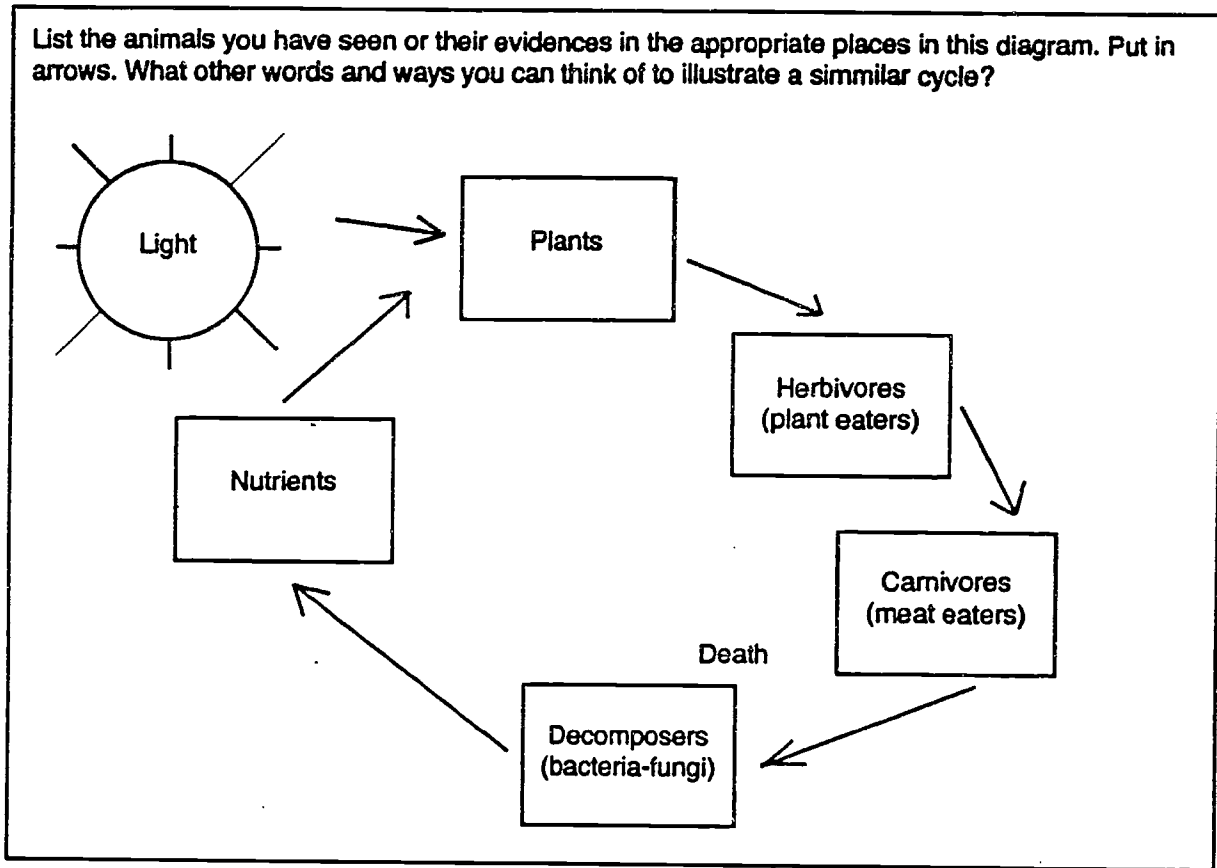 List the animals you have seen or their evidences in the appropriate places in this diagram. Put in
arrows. What other words and ways you can think of to illustrate a simmilar cycle?
Light
Plants
Herbivores
(plant eaters)
Nutrients
Carnivores
(meat eaters)
Death
Decomposers
(bacteria-fungi)